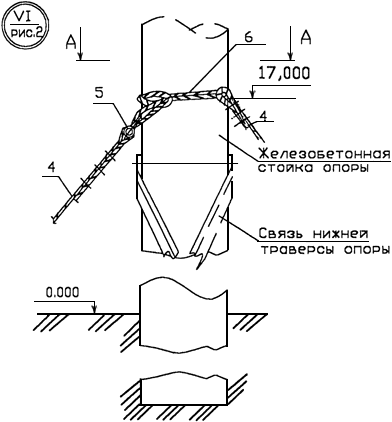 VI
рис.2
А
А
6
17,000
5
4
Железобетонная
стойка опоры
4
Связь нижней
траверсы опоры
0.000